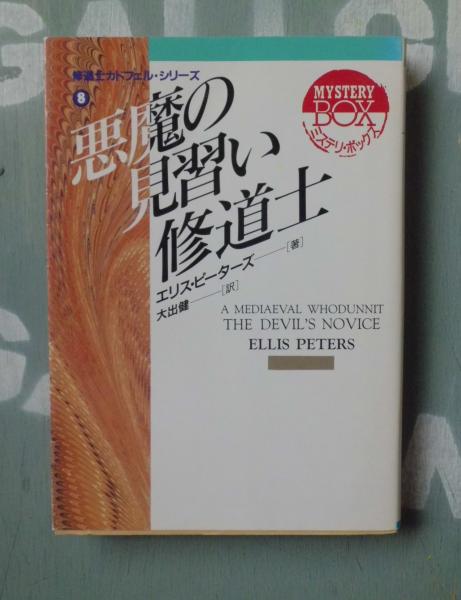 修道士カドフェル・シリーズ
8
悪魔の
見習い
修道士
エリス・ピーターズ——[著]
大出健——[訳]
MYSTERY
BOX
ミステリ・ボックス
A MEDIAEVAL WHODUNNIT
THE DEVIL'S NOVICE
ELLIS PETERS